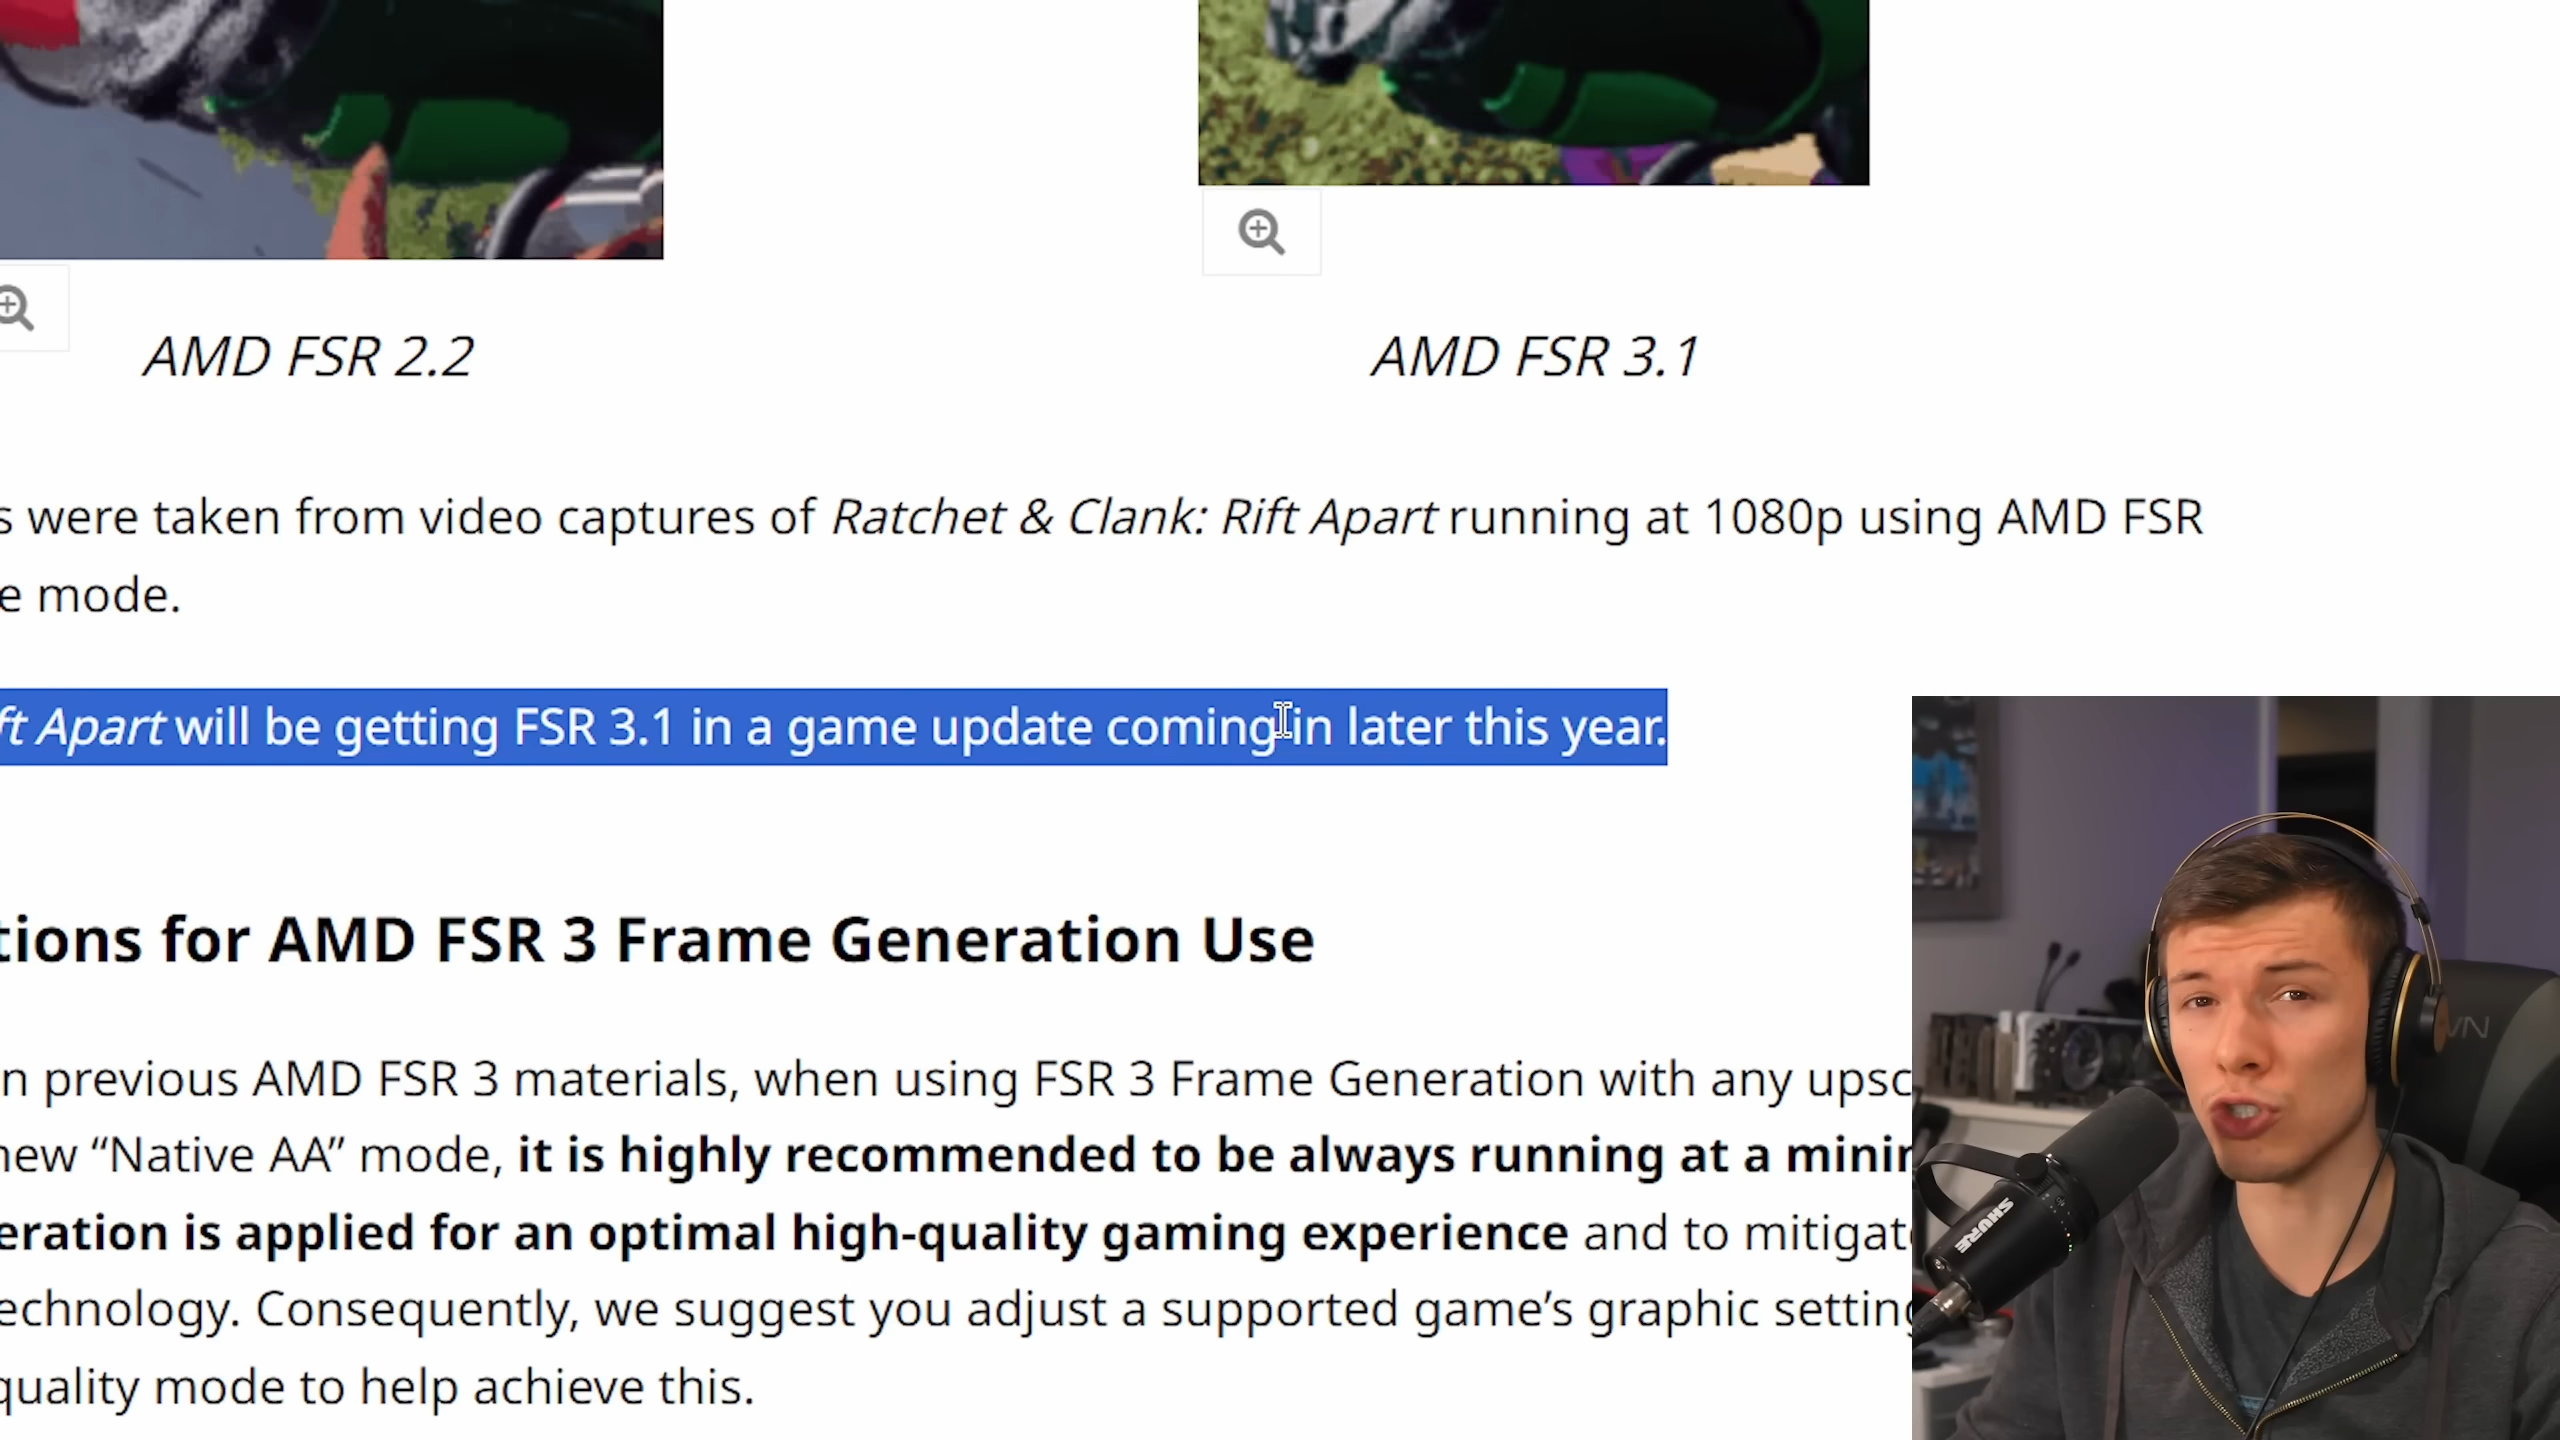 AMD FSR 2.2
AMD FSR 3.1
s were taken from video captures of Ratchet & Clank: Rift Apart running at 1080p using AMD FSR
e mode.
ft Apart will be getting FSR 3.1 in a game update coming in later this year.
tions for AMD FSR 3 Frame Generation Use
n previous AMD FSR 3 materials, when using FSR 3 Frame Generation with any upsc
new “Native AA” mode, it is highly recommended to be always running at a minim
eration is applied for an optimal high-quality gaming experience and to mitigat
echnology. Consequently, we suggest you adjust a supported game’s graphic setting
quality mode to help achieve this.
SHURE